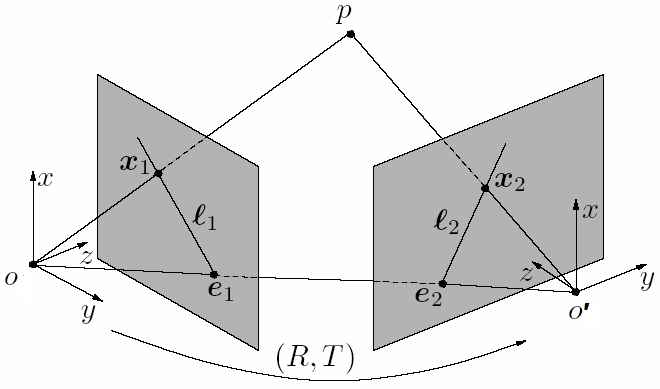 p
x₁
x₂
x
x
ℓ₁
ℓ₂
z
z
y
o
e₁
e₂
y
o'
(R, T)